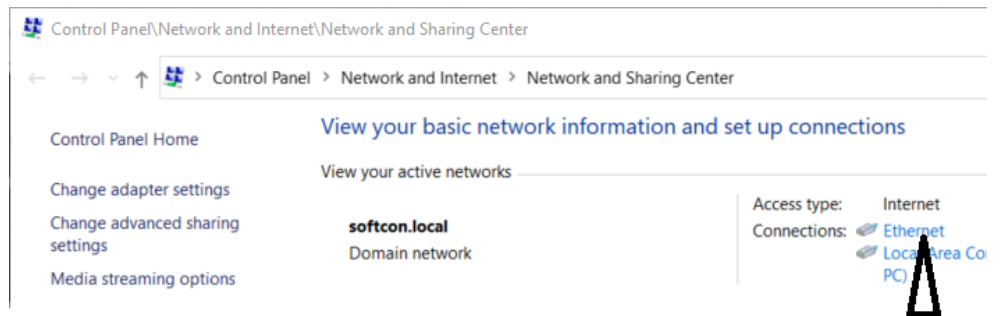 Control Panel\Network and Internet\Network and Sharing Center
Control Panel > Network and Internet > Network and Sharing Center
Control Panel Home
Change adapter settings
Change advanced sharing
settings
Media streaming options
View your basic network information and set up connections
View your active networks
softcon.local
Domain network
Access type: Internet
Connections: Ethernet
Local Area Co
PC)